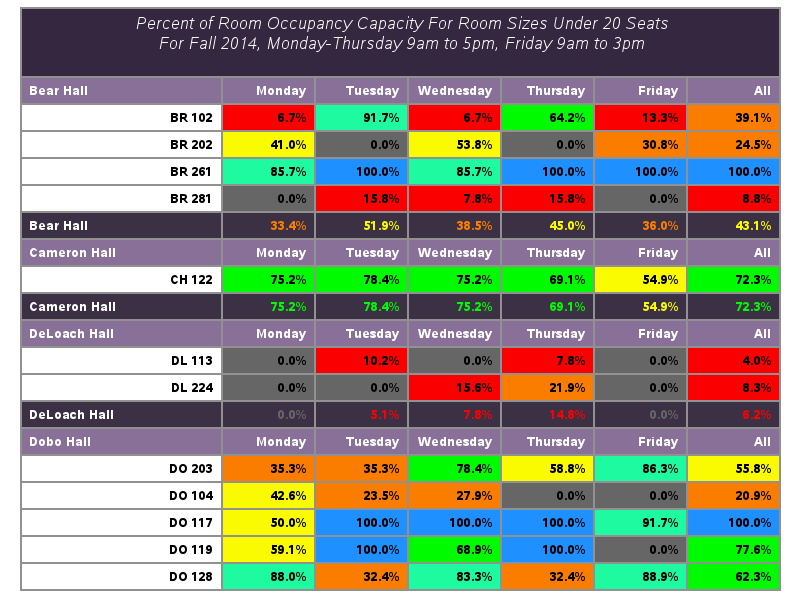 Percent of Room Occupancy Capacity For Room Sizes Under 20 Seats
For Fall 2014, Monday-Thursday 9am to 5pm, Friday 9am to 3pm
Bear Hall Monday Tuesday Wednesday Thursday Friday All
BR 102 6.7% 91.7% 6.7% 64.2% 13.3% 39.1%
BR 202 41.0% 0.0% 53.8% 0.0% 30.8% 24.5%
BR 261 85.7% 100.0% 85.7% 100.0% 100.0% 100.0%
BR 281 0.0% 15.8% 7.8% 15.8% 0.0% 8.8%
Bear Hall 33.4% 51.9% 38.5% 45.0% 36.0% 43.1%
Cameron Hall Monday Tuesday Wednesday Thursday Friday All
CH 122 75.2% 78.4% 75.2% 69.1% 54.9% 72.3%
Cameron Hall 75.2% 78.4% 75.2% 69.1% 54.9% 72.3%
DeLoach Hall Monday Tuesday Wednesday Thursday Friday All
DL 113 0.0% 10.2% 0.0% 7.8% 0.0% 4.0%
DL 224 0.0% 0.0% 15.6% 21.9% 0.0% 8.3%
DeLoach Hall 0.0% 5.1% 7.8% 14.8% 0.0% 6.2%
Dobo Hall Monday Tuesday Wednesday Thursday Friday All
DO 203 35.3% 35.3% 78.4% 58.8% 86.3% 55.8%
DO 104 42.6% 23.5% 27.9% 0.0% 0.0% 20.9%
DO 117 50.0% 100.0% 100.0% 100.0% 91.7% 100.0%
DO 119 59.1% 100.0% 68.9% 100.0% 0.0% 77.6%
DO 128 88.0% 32.4% 83.3% 32.4% 88.9% 62.3%